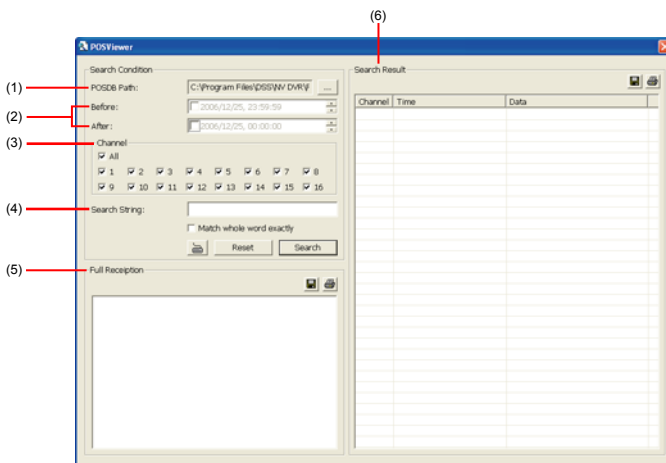 (6)
POSViewer
Search Condition
(1) POSDB Path: C:\Program Files\DSS\NV DVR\ ...
(2) Before: 2006/12/25, 23:59:59
After: 2006/12/25, 00:00:00
(3) Channel
All
1 2 3 4 5 6 7 8
9 10 11 12 13 14 15 16
(4) Search String:
Match whole word exactly
Reset Search
(5) Full Receiption
Search Result
Channel Time Data